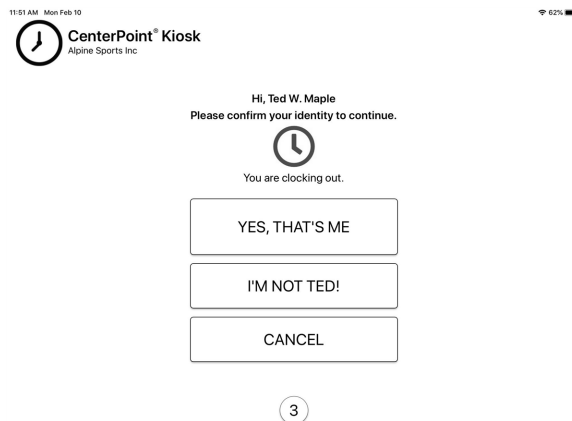 11:51 AM Mon Feb 10
62%
CenterPoint® Kiosk
Alpine Sports Inc
Hi, Ted W. Maple
Please confirm your identity to continue.
You are clocking out.
YES, THAT'S ME
I'M NOT TED!
CANCEL
3